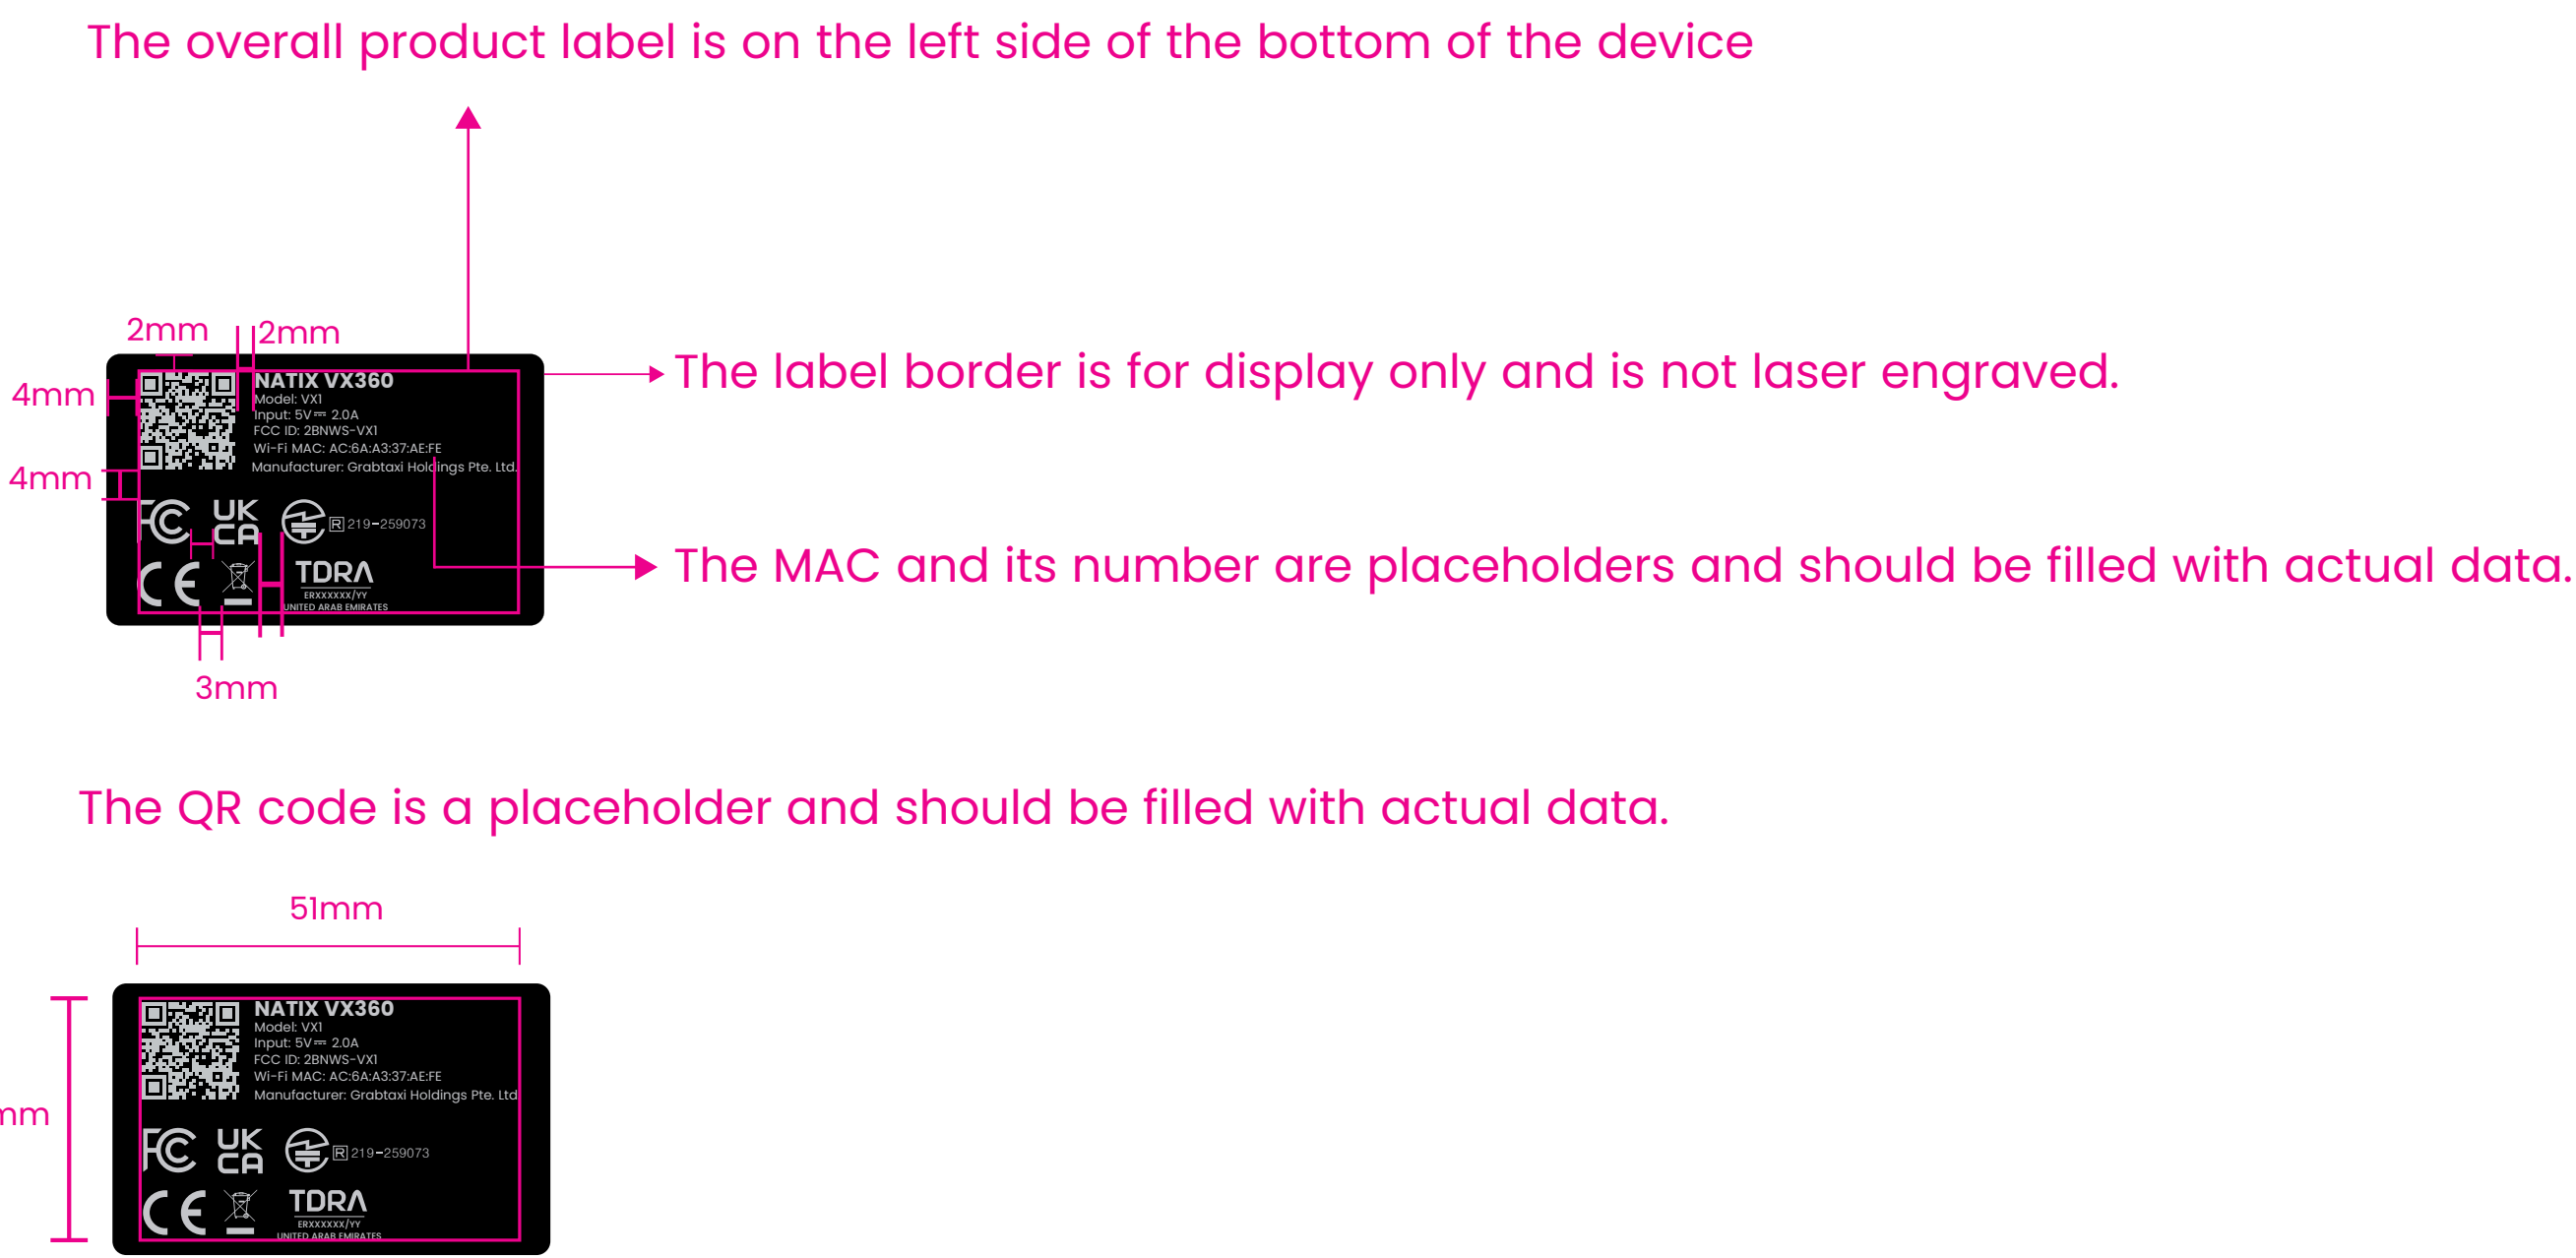 The overall product label is on the left side of the bottom of the device
2mm
2mm
4mm
NATIX VX360
Model: VX1
Input: 5V⎓ 2.0A
FCC ID: 2BNWS-VX1
Wi-Fi MAC: AC:6A:A3:37:AE:FE
Manufacturer: Grabtaxi Holdings Pte. Ltd.
The label border is for display only and is not laser engraved.
4mm
FC
UK
CA
R 219-259073
CE
TDRA
ERXXXXXX/YY
UNITED ARAB EMIRATES
The MAC and its number are placeholders and should be filled with actual data.
3mm
The QR code is a placeholder and should be filled with actual data.
51mm
NATIX VX360
Model: VX1
Input: 5V⎓ 2.0A
FCC ID: 2BNWS-VX1
Wi-Fi MAC: AC:6A:A3:37:AE:FE
Manufacturer: Grabtaxi Holdings Pte. Ltd
mm
FC
UK
CA
R 219-259073
CE
TDRA
ERXXXXXX/YY
UNITED ARAB EMIRATES